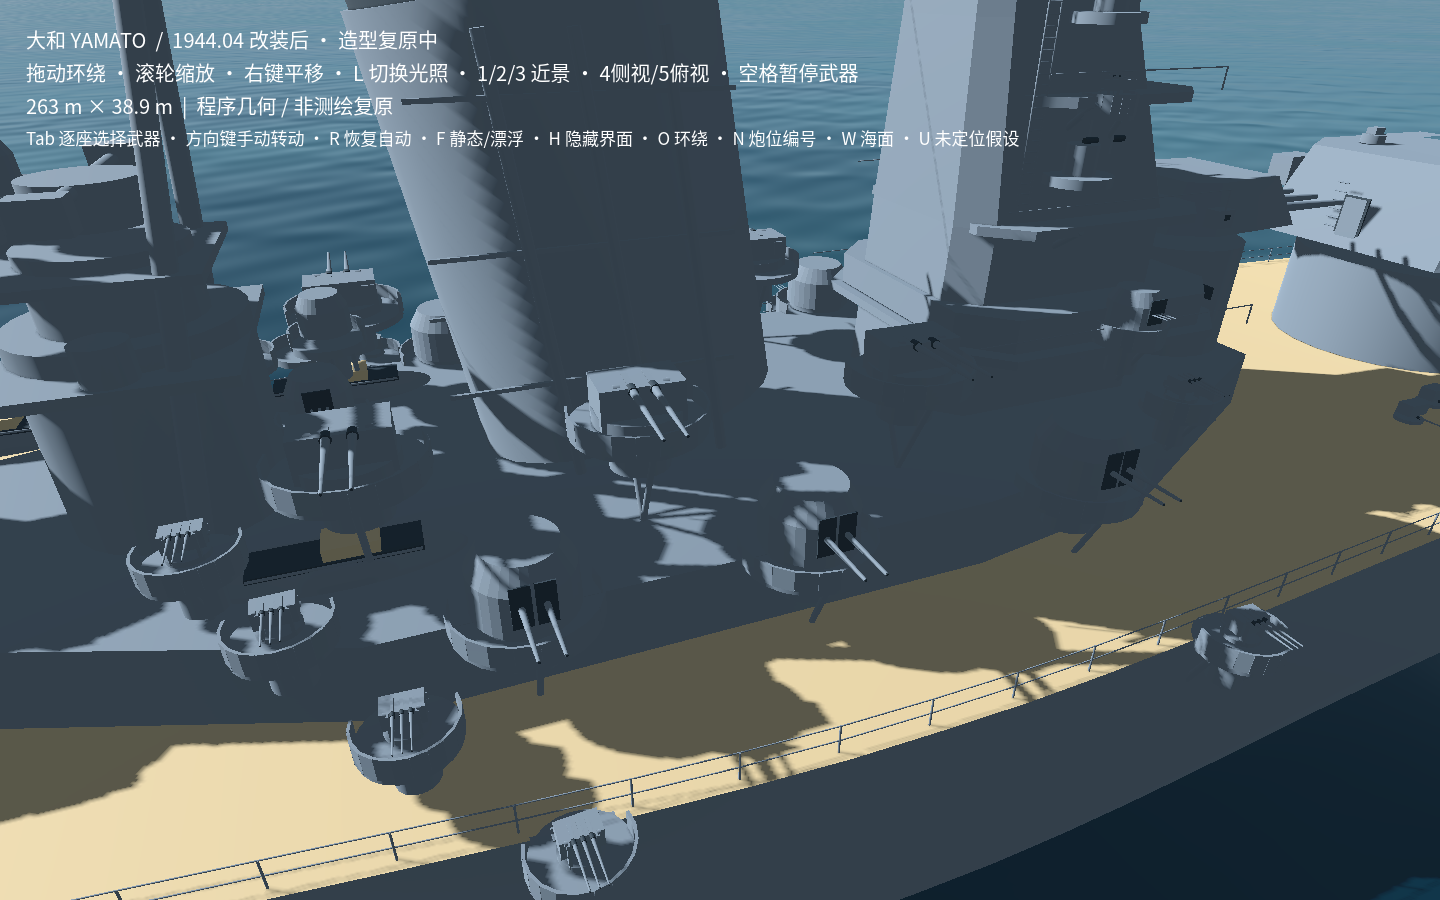 大和 YAMATO / 1944.04 改装后 · 造型复原中
拖动环绕 · 滚轮缩放 · 右键平移 · L 切换光照 · 1/2/3 近景 · 4侧视/5俯视 · 空格暂停武器
263 m × 38.9 m | 程序几何 / 非测绘复原
Tab 逐座选择武器 · 方向键手动转动 · R 恢复自动 · F 静态/漂浮 · H 隐藏界面 · O 环绕 · N 炮位编号 · W 海面 · U 未定位假设